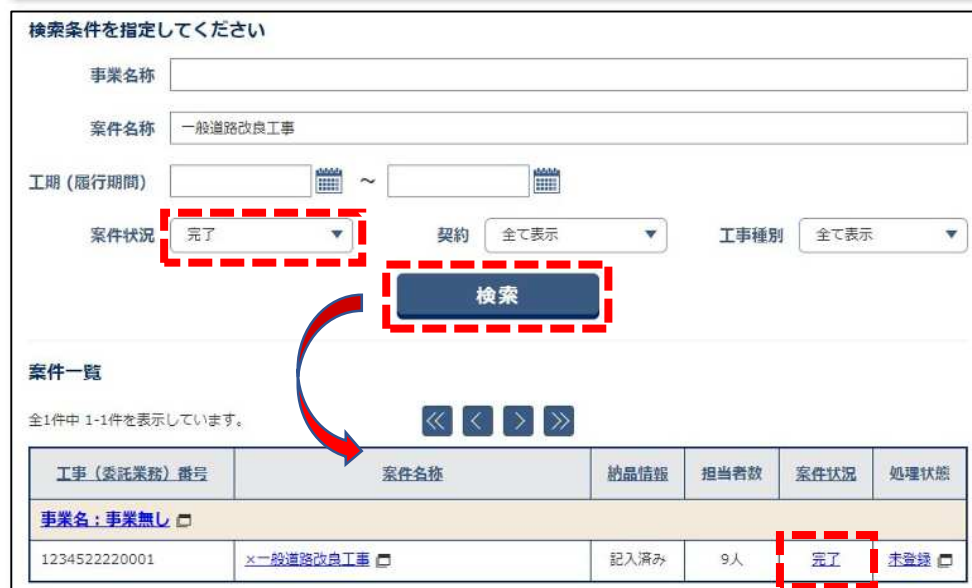 検索条件を指定してください
事業名称
案件名称 一般道路改良工事
工期 (履行期間) ～
案件状況 完了 ▼ 契約 全て表示 ▼ 工事種別 全て表示 ▼
検索
案件一覧
全1件中 1-1件を表示しています。
工事（委託業務）番号 案件名称 納品情報 担当者数 案件状況 処理状態
事業名：事業無し
1234522220001 ×一般道路改良工事 記入済み 9人 完了 未登録